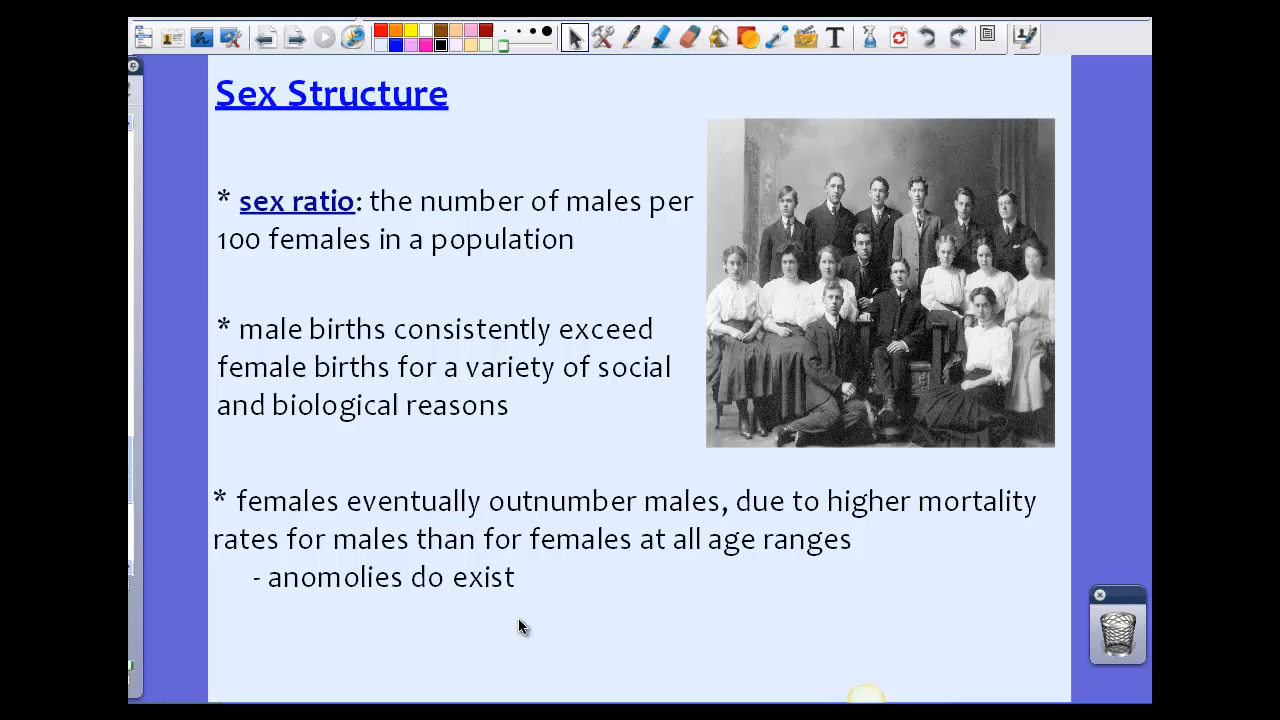 Sex Structure
* sex ratio: the number of males per
100 females in a population
* male births consistently exceed
female births for a variety of social
and biological reasons
* females eventually outnumber males, due to higher mortality
rates for males than for females at all age ranges
- anomolies do exist